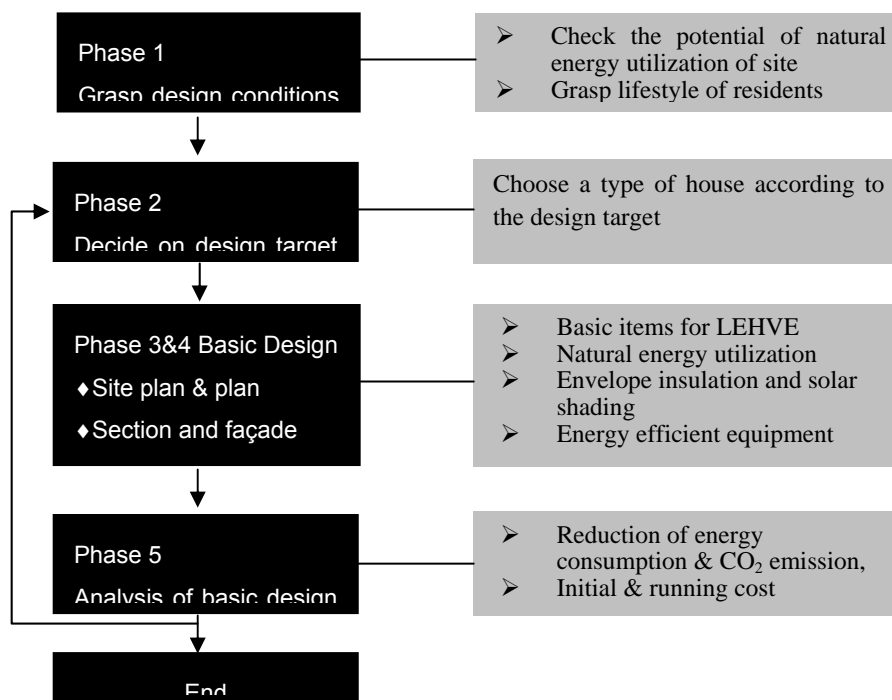 Phase 1
Grasp design conditions
➢ Check the potential of natural
energy utilization of site
➢ Grasp lifestyle of residents
Phase 2
Decide on design target
Choose a type of house according to
the design target
Phase 3&4 Basic Design
♦Site plan & plan
♦Section and façade
➢ Basic items for LEHVE
➢ Natural energy utilization
➢ Envelope insulation and solar
shading
➢ Energy efficient equipment
Phase 5
Analysis of basic design
➢ Reduction of energy
consumption & CO₂ emission,
➢ Initial & running cost
End